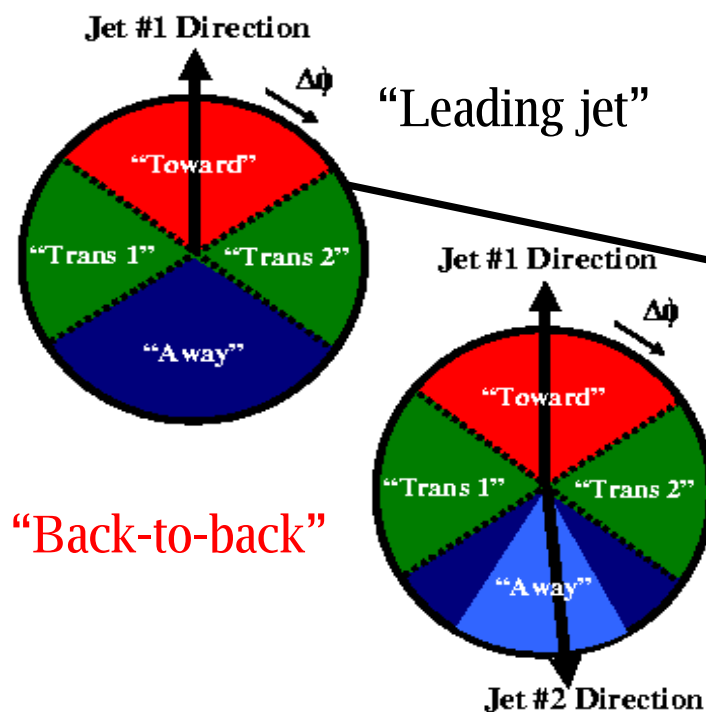 Jet #1 Direction
Δϕ
“Leading jet”
“Toward”
“Trans 1” “Trans 2”
“Away”
Jet #1 Direction
Δϕ
“Toward”
“Trans 1” “Trans 2”
“Back-to-back”
“Away”
Jet #2 Direction